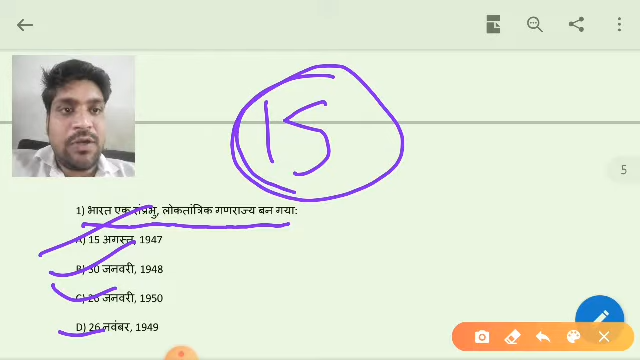 15
5
1) भारत एक संप्रभु, लोकतांत्रिक गणराज्य बन गया:
A) 15 अगस्त, 1947
B) 30 जनवरी, 1948
C) 26 जनवरी, 1950
D) 26 नवंबर, 1949